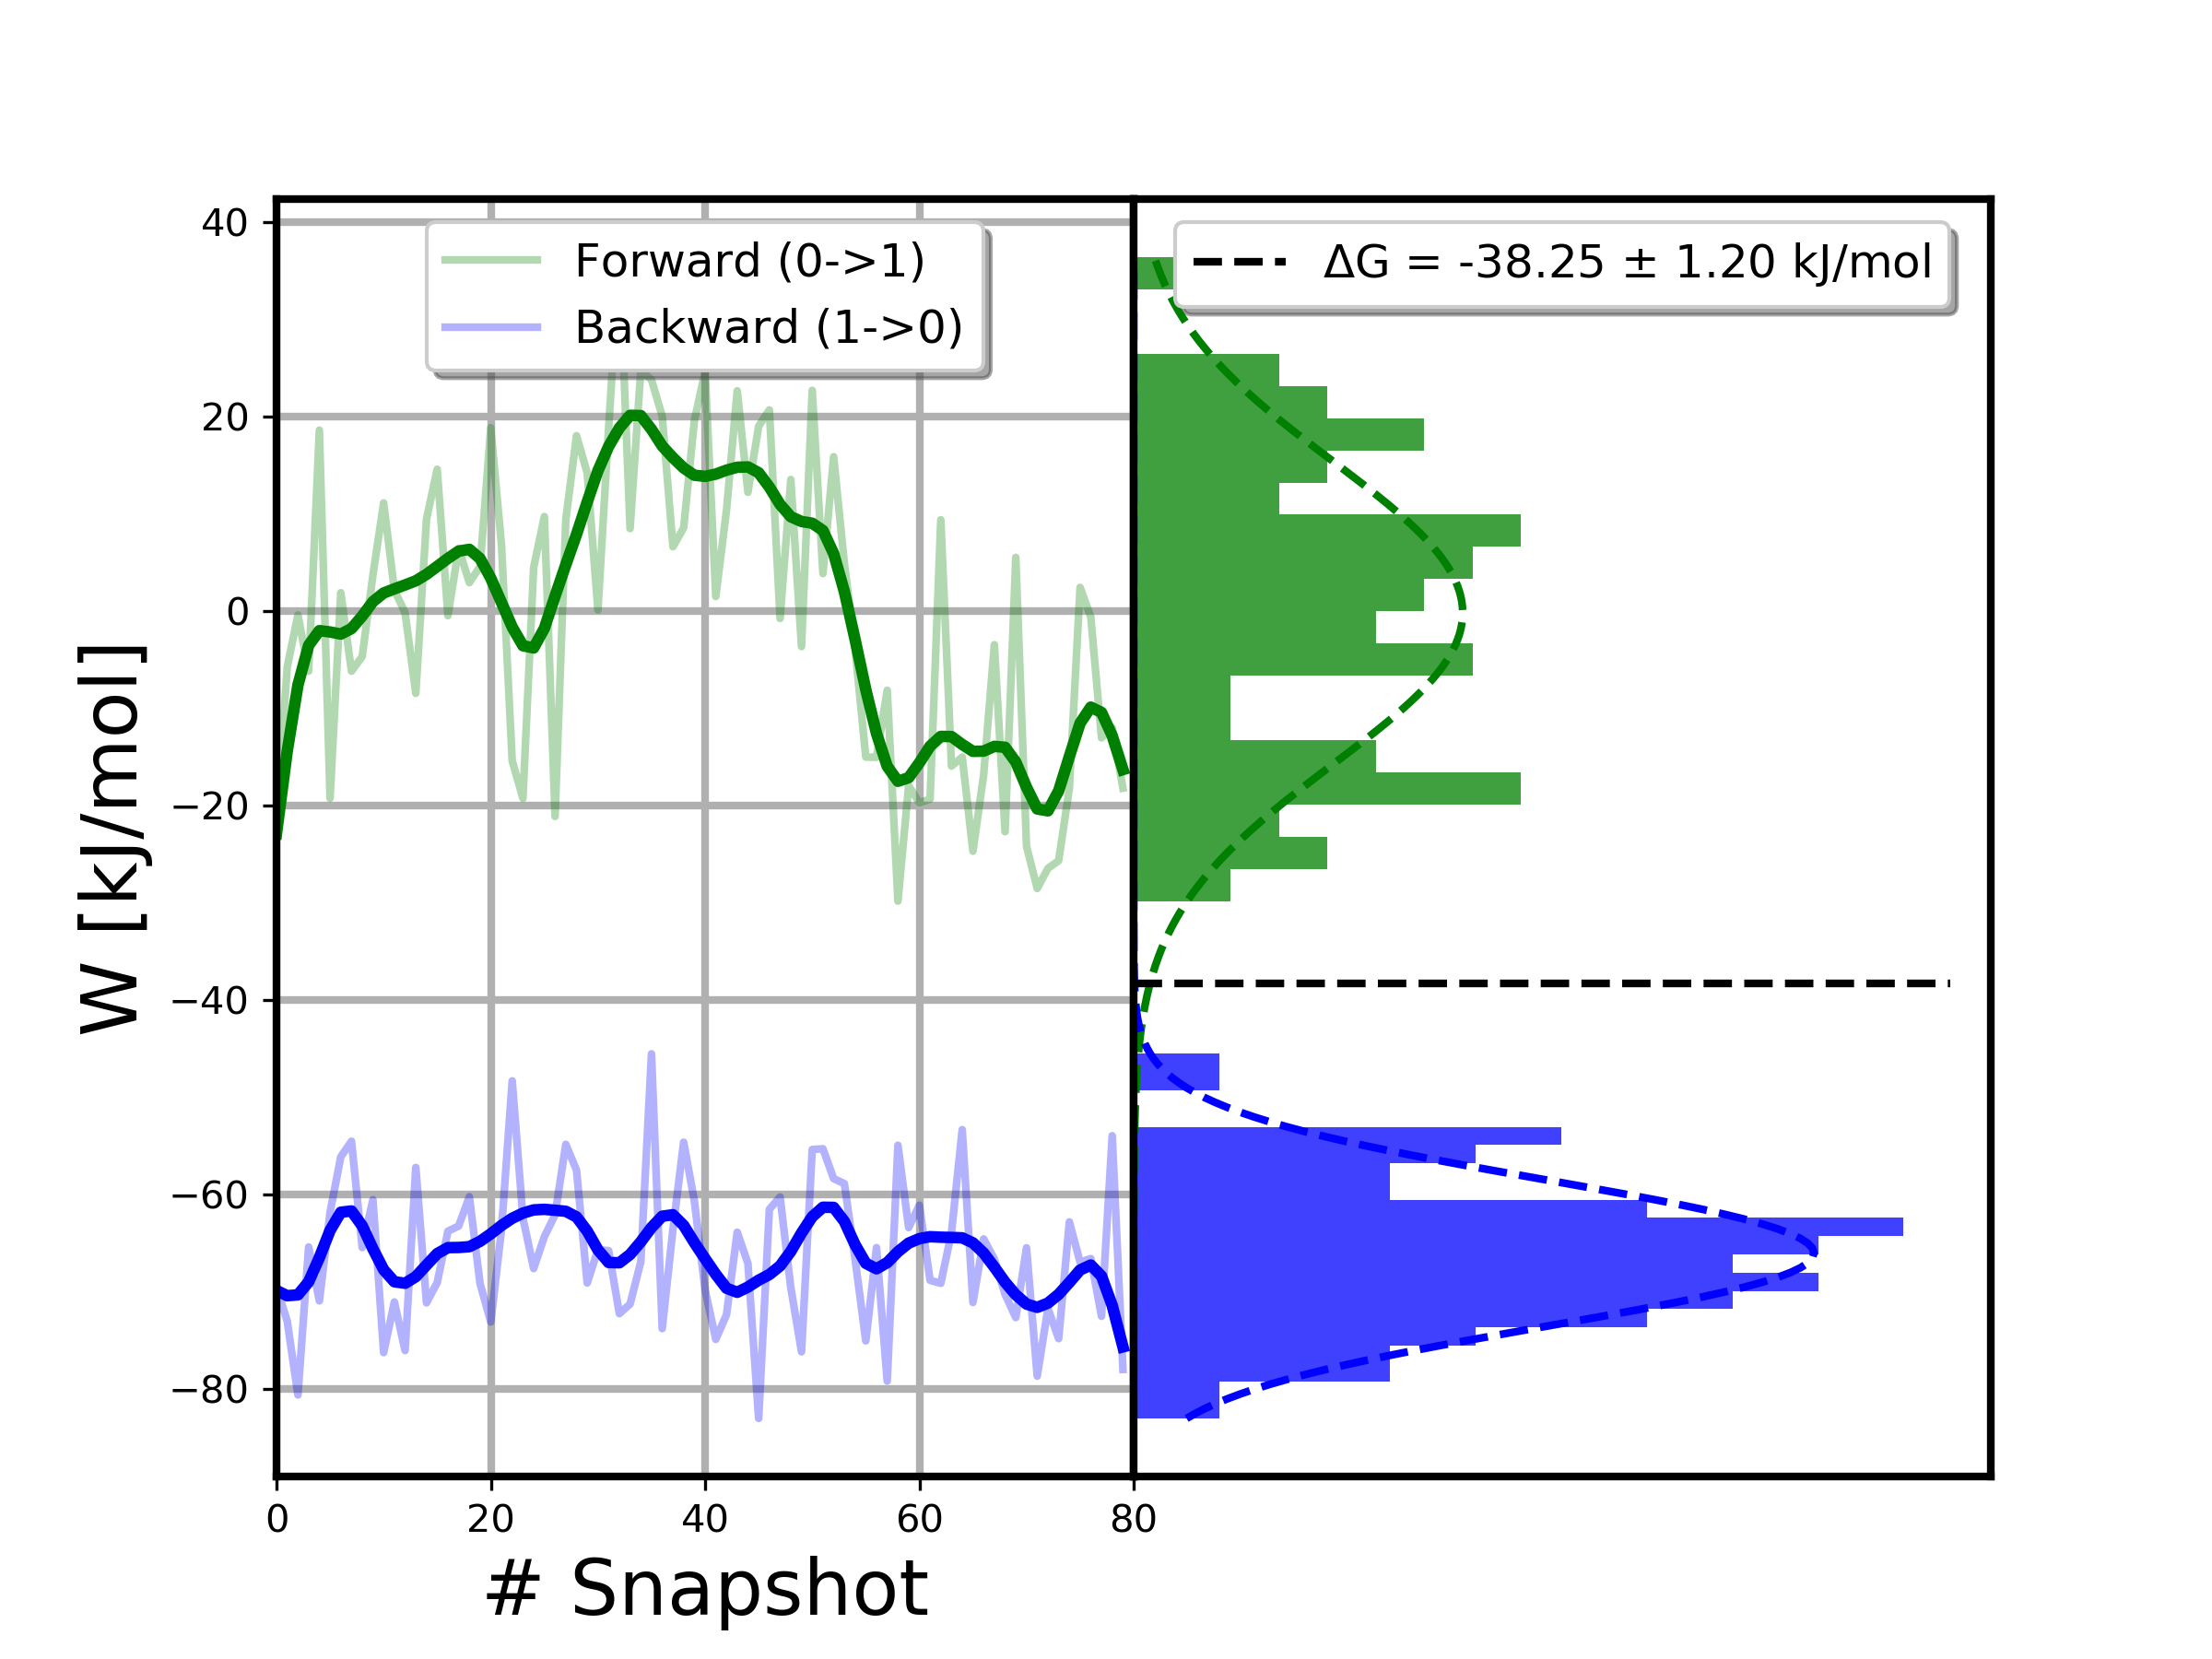 40
20
0
−20
−40
−60
−80
W [kJ/mol]
Forward (0->1)
Backward (1->0)
ΔG = -38.25 ± 1.20 kJ/mol
0 20 40 60 80
# Snapshot